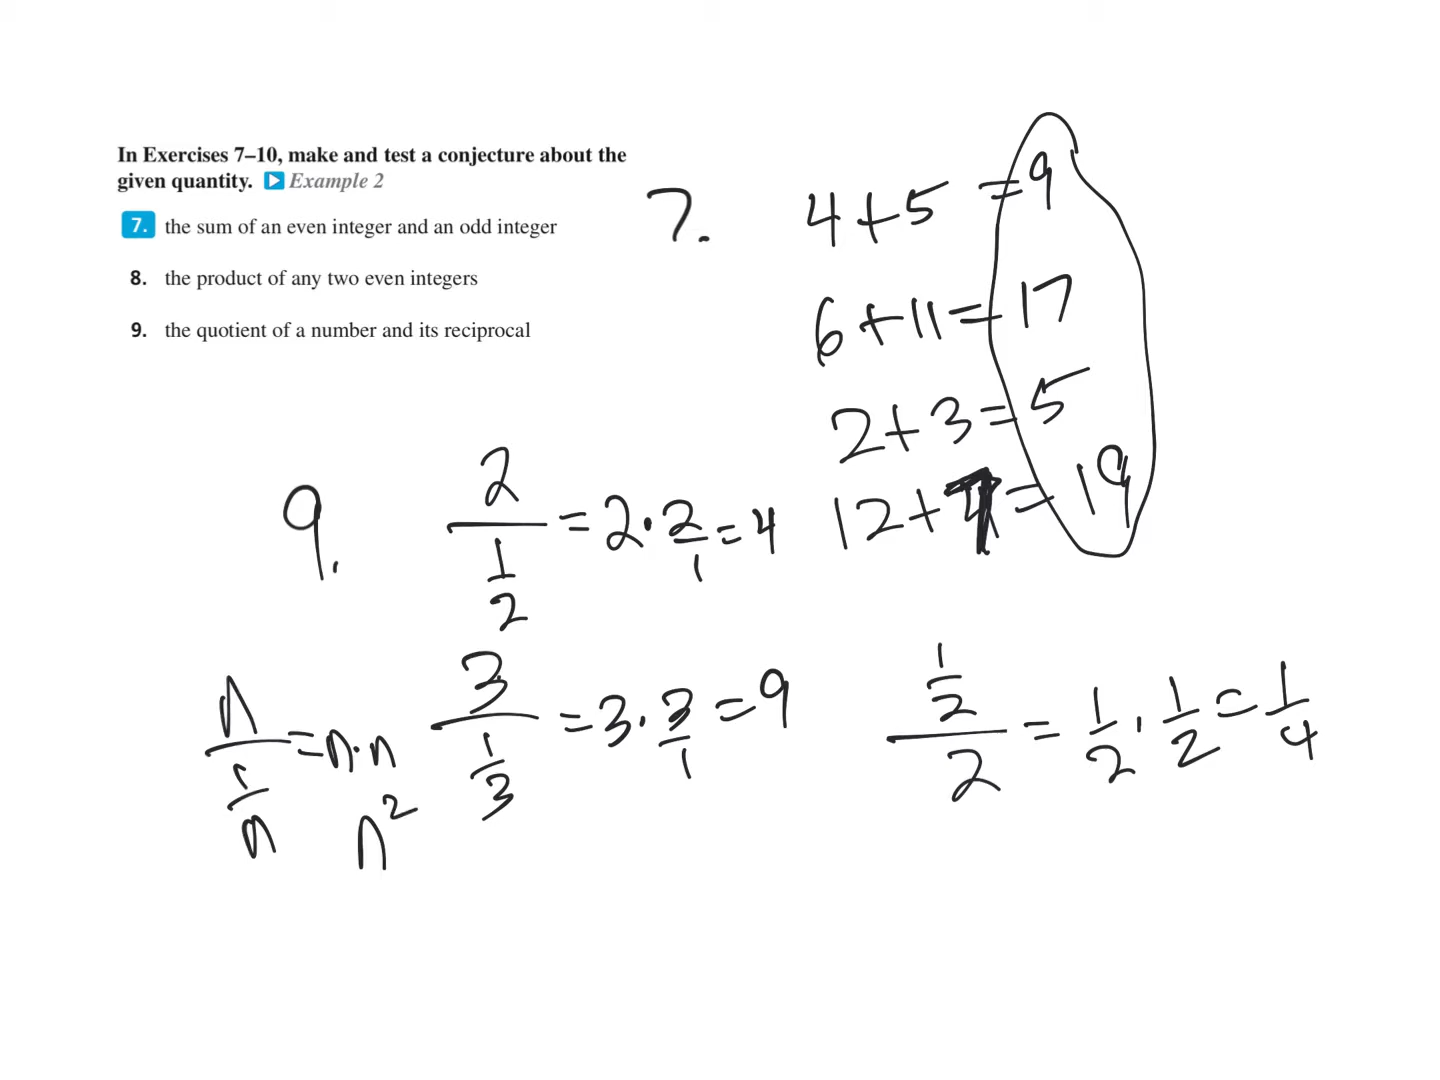 In Exercises 7–10, make and test a conjecture about the
given quantity. Example 2
7. the sum of an even integer and an odd integer
8. the product of any two even integers
9. the quotient of a number and its reciprocal
7.
4+5 =9
6+11=17
2+3=5
12+7=19
9.
2/(1/2) =2·2/1=4
n/(1/n) =n·n
n²
3/(1/3) =3·3/1=9
(1/2)/2 = 1/2 · 1/2 = 1/4